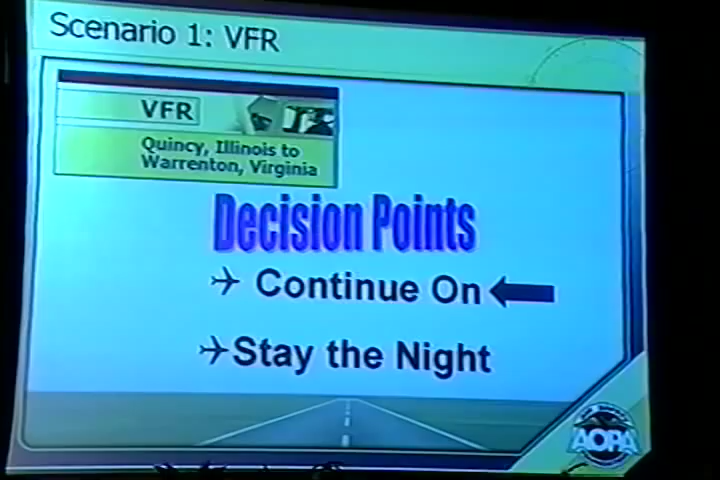 Scenario 1: VFR
VFR
Quincy, Illinois to
Warrenton, Virginia
Decision Points
Continue On
Stay the Night
AOPA